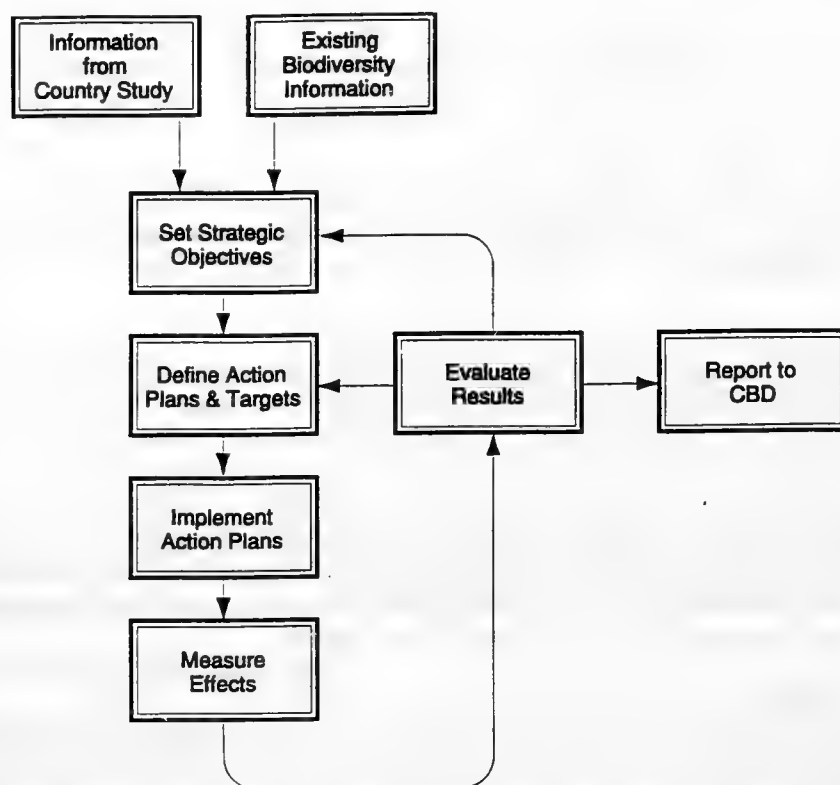 Information
from
Country Study
Existing
Biodiversity
Information
Set Strategic
Objectives
Define Action
Plans & Targets
Evaluate
Results
Report to
CBD
Implement
Action Plans
Measure
Effects